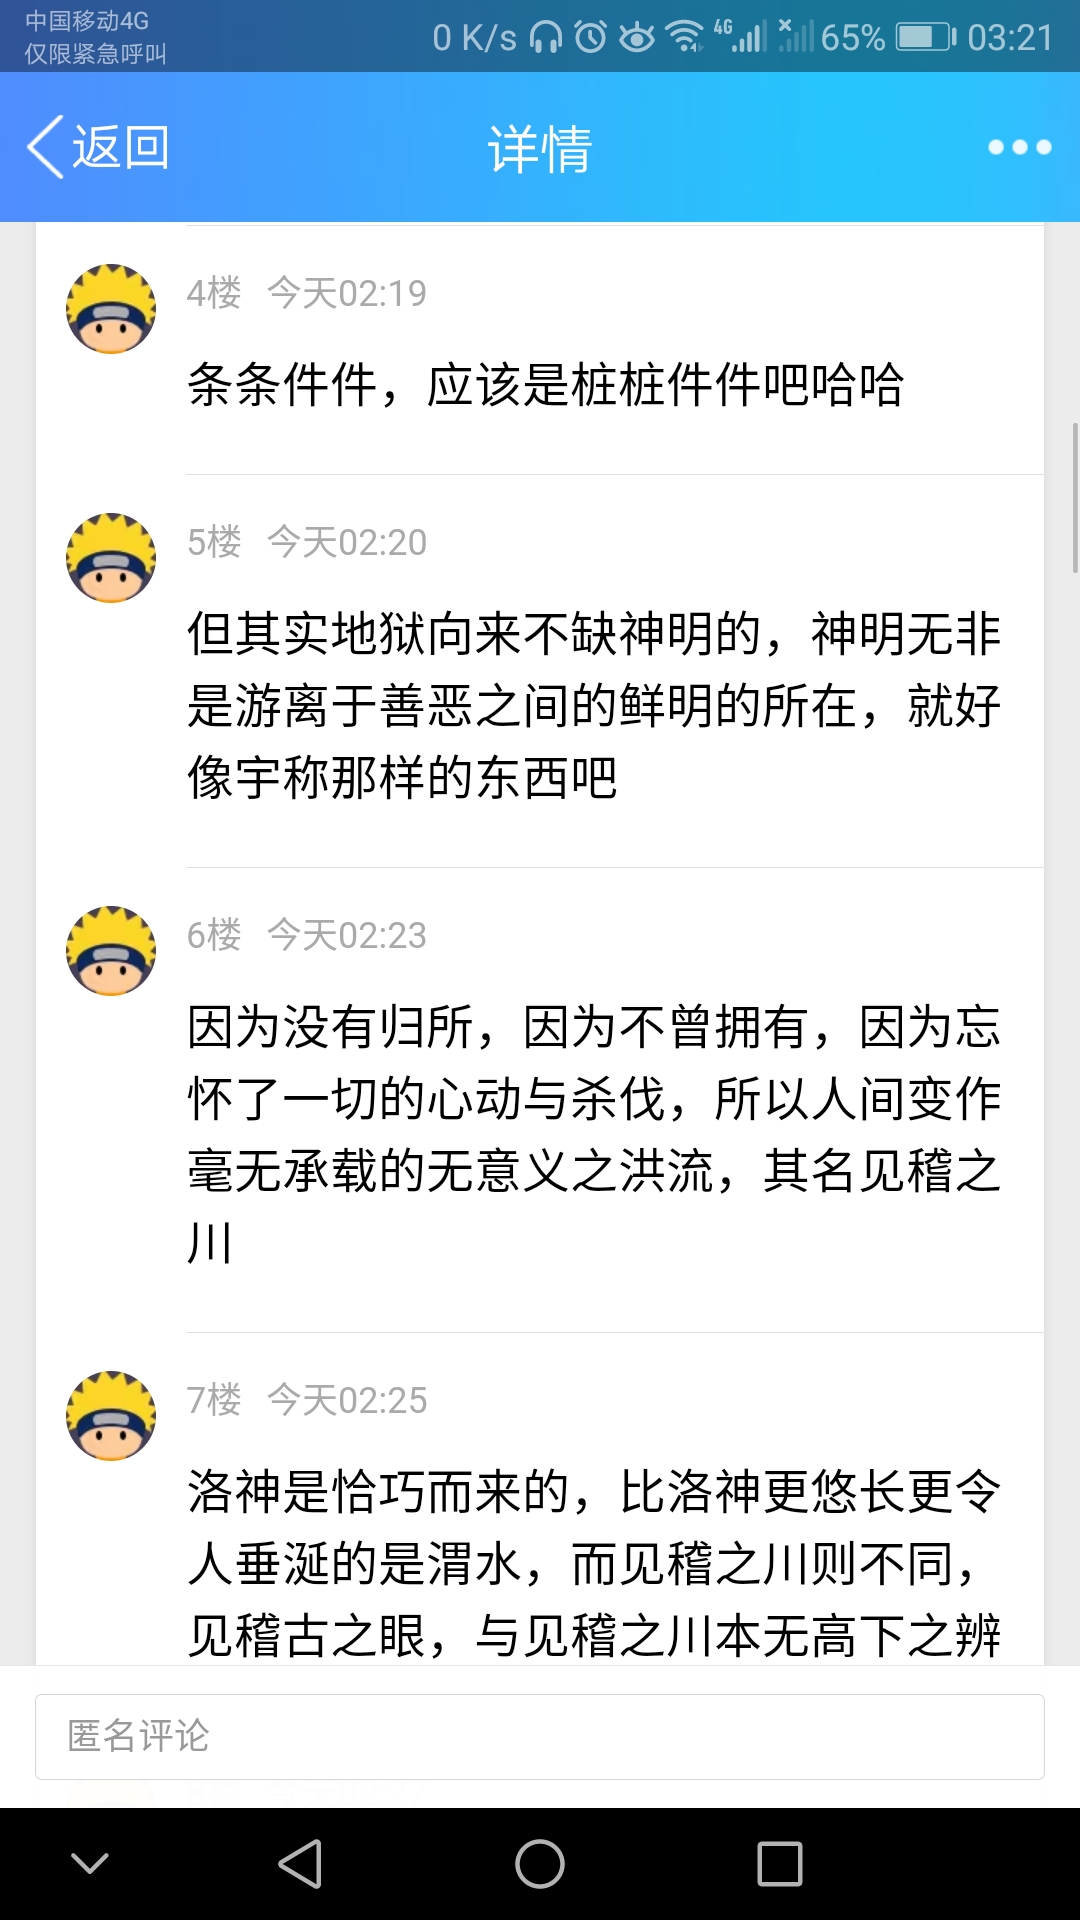 中国移动4G
仅限紧急呼叫
0 K/s 4G 65% 03:21
返回 详情
4楼 今天02:19
条条件件，应该是桩桩件件吧哈哈
5楼 今天02:20
但其实地狱向来不缺神明的，神明无非
是游离于善恶之间的鲜明的所在，就好
像宇称那样的东西吧
6楼 今天02:23
因为没有归所，因为不曾拥有，因为忘
怀了一切的心动与杀伐，所以人间变作
毫无承载的无意义之洪流，其名见稽之
川
7楼 今天02:25
洛神是恰巧而来的，比洛神更悠长更令
人垂涎的是渭水，而见稽之川则不同，
见稽古之眼，与见稽之川本无高下之辨
匿名评论
8楼 今天02:27